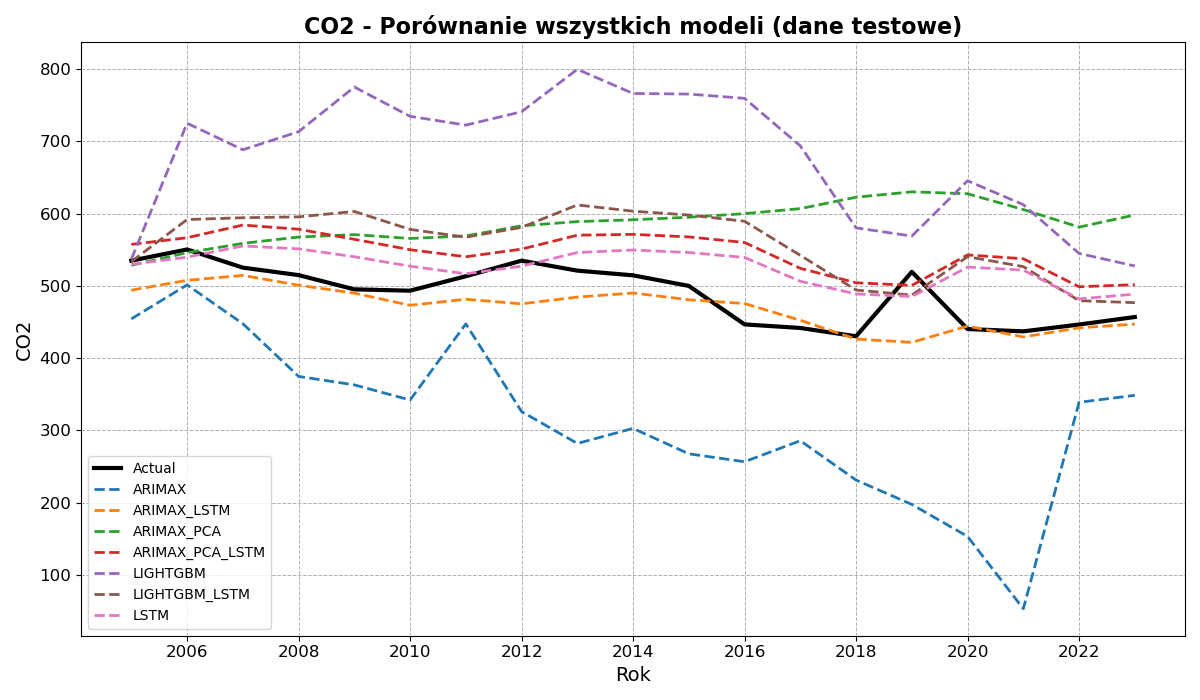 CO2 - Porównanie wszystkich modeli (dane testowe)
800
700
600
500
400
300
200
100
CO2
Actual
ARIMAX
ARIMAX_LSTM
ARIMAX_PCA
ARIMAX_PCA_LSTM
LIGHTGBM
LIGHTGBM_LSTM
LSTM
2006 2008 2010 2012 2014 2016 2018 2020 2022
Rok